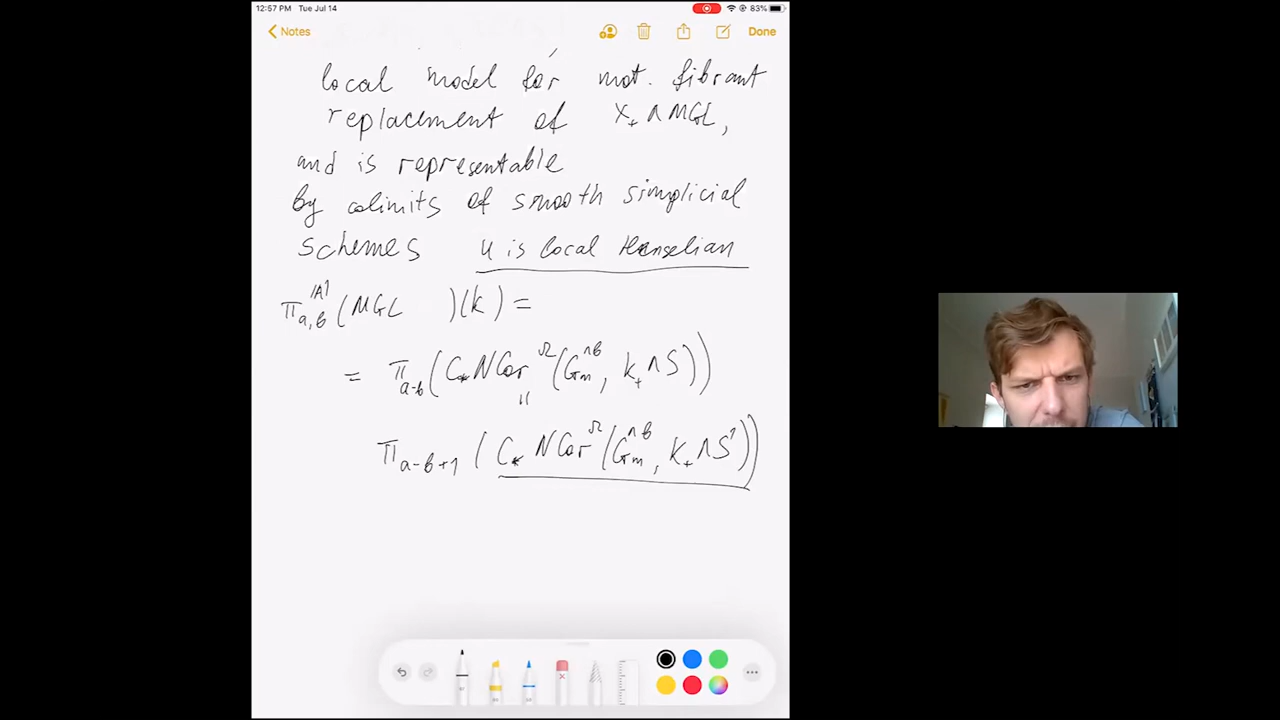 12:57 PM Tue Jul 14
83%
Notes
Done
local model for mot. fibrant
replacement of X₊ ∧ MGL,
and is representable
by colimits of smooth simplicial
schemes U is local Henselian
π^{|A¹|}_{a,b} (MGL )(k) =
= π_{a-b} (C_* NCor^Ω (G_m^{∧b}, k₊ ∧ S))
π_{a-b+1} (C_* NCor^Ω (G_m^{∧b}, k₊ ∧ S¹))